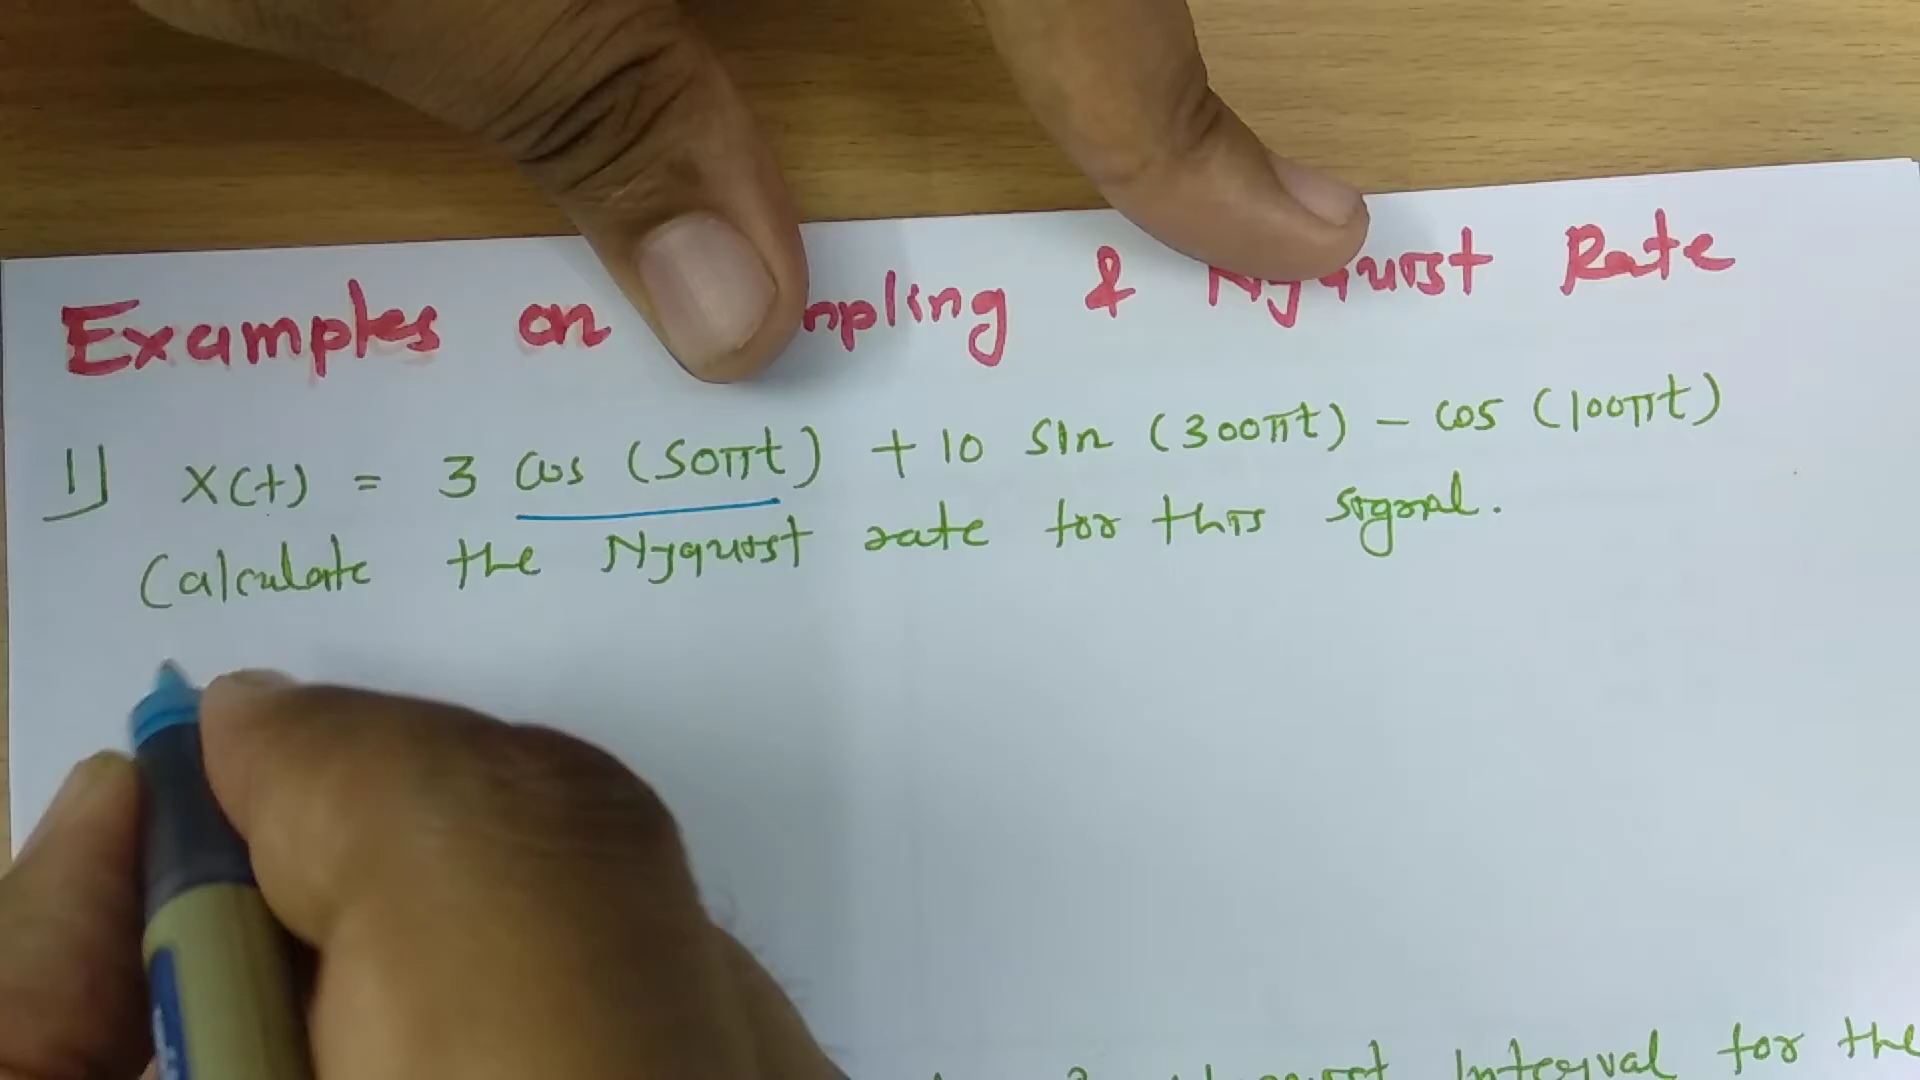 Examples on & Rate
1) x(t) = 3 cos (50πt) + 10 sin (300πt) - cos (100πt)
Calculate the Nyquist rate for this signal.
Interval for the